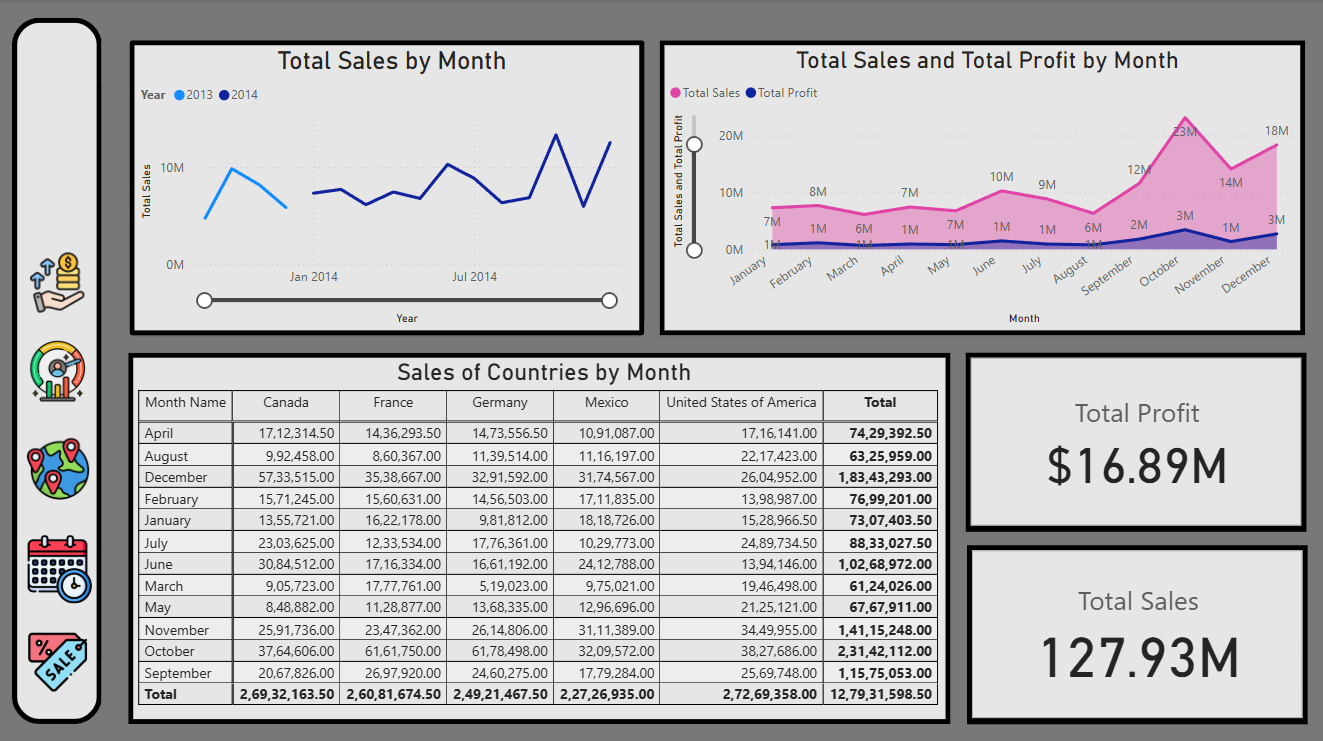 Total Sales by Month
Year 2013 2014
Total Sales
10M
0M
Jan 2014 Jul 2014
Year
Total Sales and Total Profit by Month
Total Sales Total Profit
Total Sales and Total Profit
20M
10M
0M
7M 8M 6M 7M 7M 10M 9M 6M 12M 23M 14M 18M
1M 1M 1M 1M 1M 1M 1M 1M 2M 3M 1M 3M
January February March April May June July August September October November December
Month
Sales of Countries by Month
Month Name Canada France Germany Mexico United States of America Total
April 17,12,314.50 14,36,293.50 14,73,556.50 10,91,087.00 17,16,141.00 74,29,392.50
August 9,92,458.00 8,60,367.00 11,39,514.00 11,16,197.00 22,17,423.00 63,25,959.00
December 57,33,515.00 35,38,667.00 32,91,592.00 31,74,567.00 26,04,952.00 1,83,43,293.00
February 15,71,245.00 15,60,631.00 14,56,503.00 17,11,835.00 13,98,987.00 76,99,201.00
January 13,55,721.00 16,22,178.00 9,81,812.00 18,18,726.00 15,28,966.50 73,07,403.50
July 23,03,625.00 12,33,534.00 17,76,361.00 10,29,773.00 24,89,734.50 88,33,027.50
June 30,84,512.00 17,16,334.00 16,61,192.00 24,12,788.00 13,94,146.00 1,02,68,972.00
March 9,05,723.00 17,77,761.00 5,19,023.00 9,75,021.00 19,46,498.00 61,24,026.00
May 8,48,882.00 11,28,877.00 13,68,335.00 12,96,696.00 21,25,121.00 67,67,911.00
November 25,91,736.00 23,47,362.00 26,14,806.00 31,11,389.00 34,49,955.00 1,41,15,248.00
October 37,64,606.00 61,61,750.00 61,78,498.00 32,09,572.00 38,27,686.00 2,31,42,112.00
September 20,67,826.00 26,97,920.00 24,60,275.00 17,79,284.00 25,69,748.00 1,15,75,053.00
Total 2,69,32,163.50 2,60,81,674.50 2,49,21,467.50 2,27,26,935.00 2,72,69,358.00 12,79,31,598.50
Total Profit
$16.89M
Total Sales
127.93M
$
%
SALE